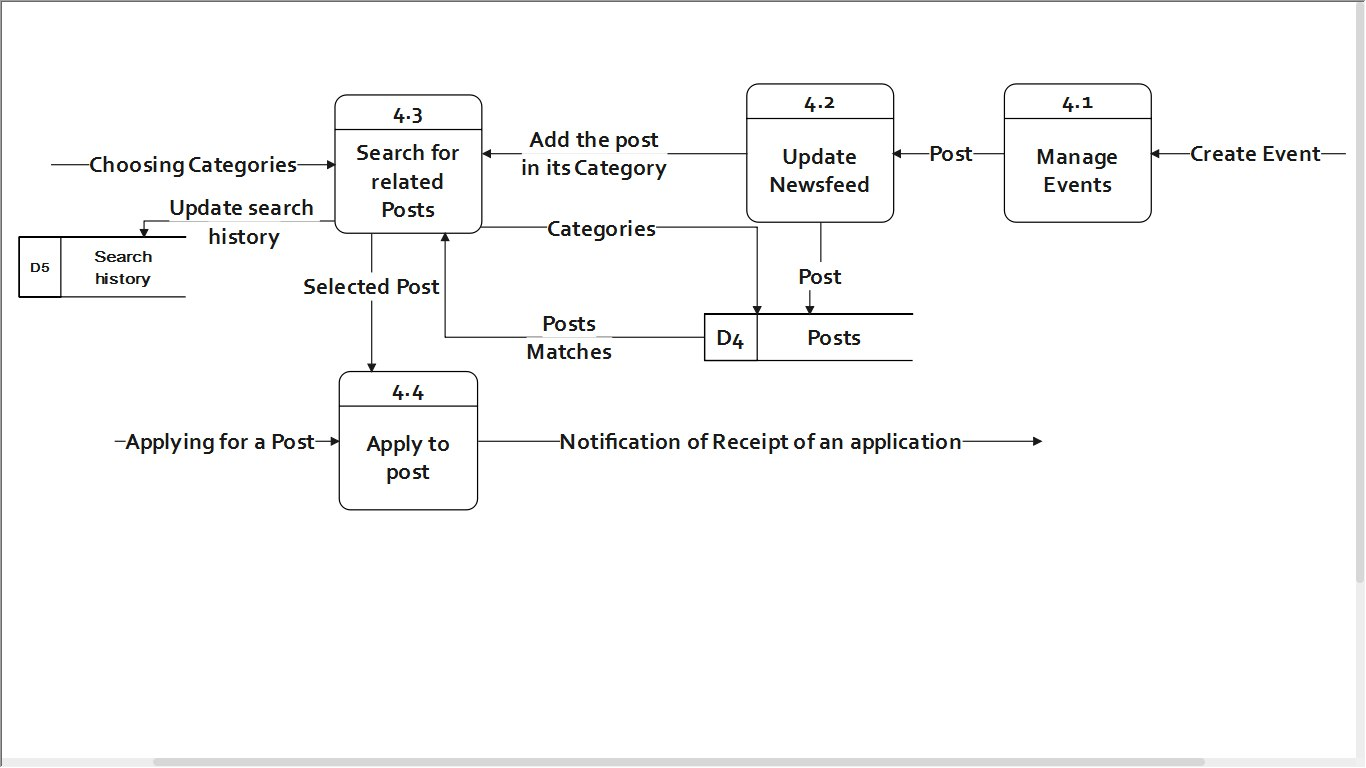 4.3
Search for
related
Posts
4.2
Update
Newsfeed
4.1
Manage
Events
Choosing Categories
Add the post
in its Category
Post
Create Event
Update search
history
D5
Search
history
Categories
Selected Post
Post
Posts
Matches
D4
Posts
4.4
Apply to
post
Applying for a Post
Notification of Receipt of an application